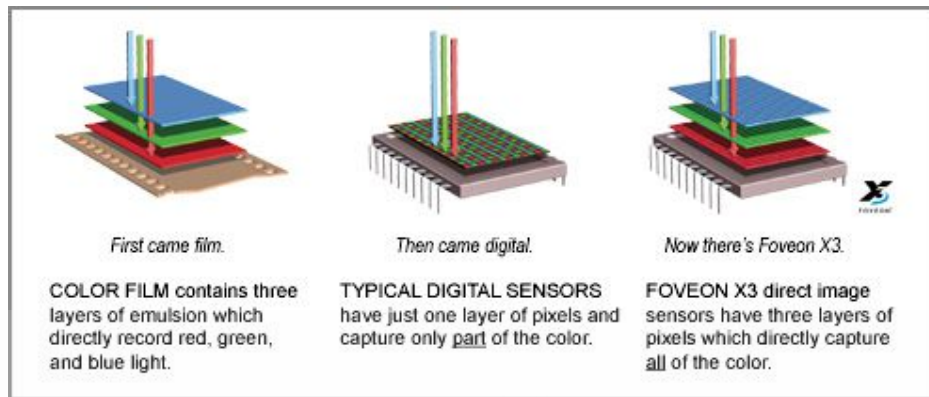 X3
FOVEON
First came film.
Then came digital.
Now there's Foveon X3.
COLOR FILM contains three
layers of emulsion which
directly record red, green,
and blue light.
TYPICAL DIGITAL SENSORS
have just one layer of pixels and
capture only part of the color.
FOVEON X3 direct image
sensors have three layers of
pixels which directly capture
all of the color.